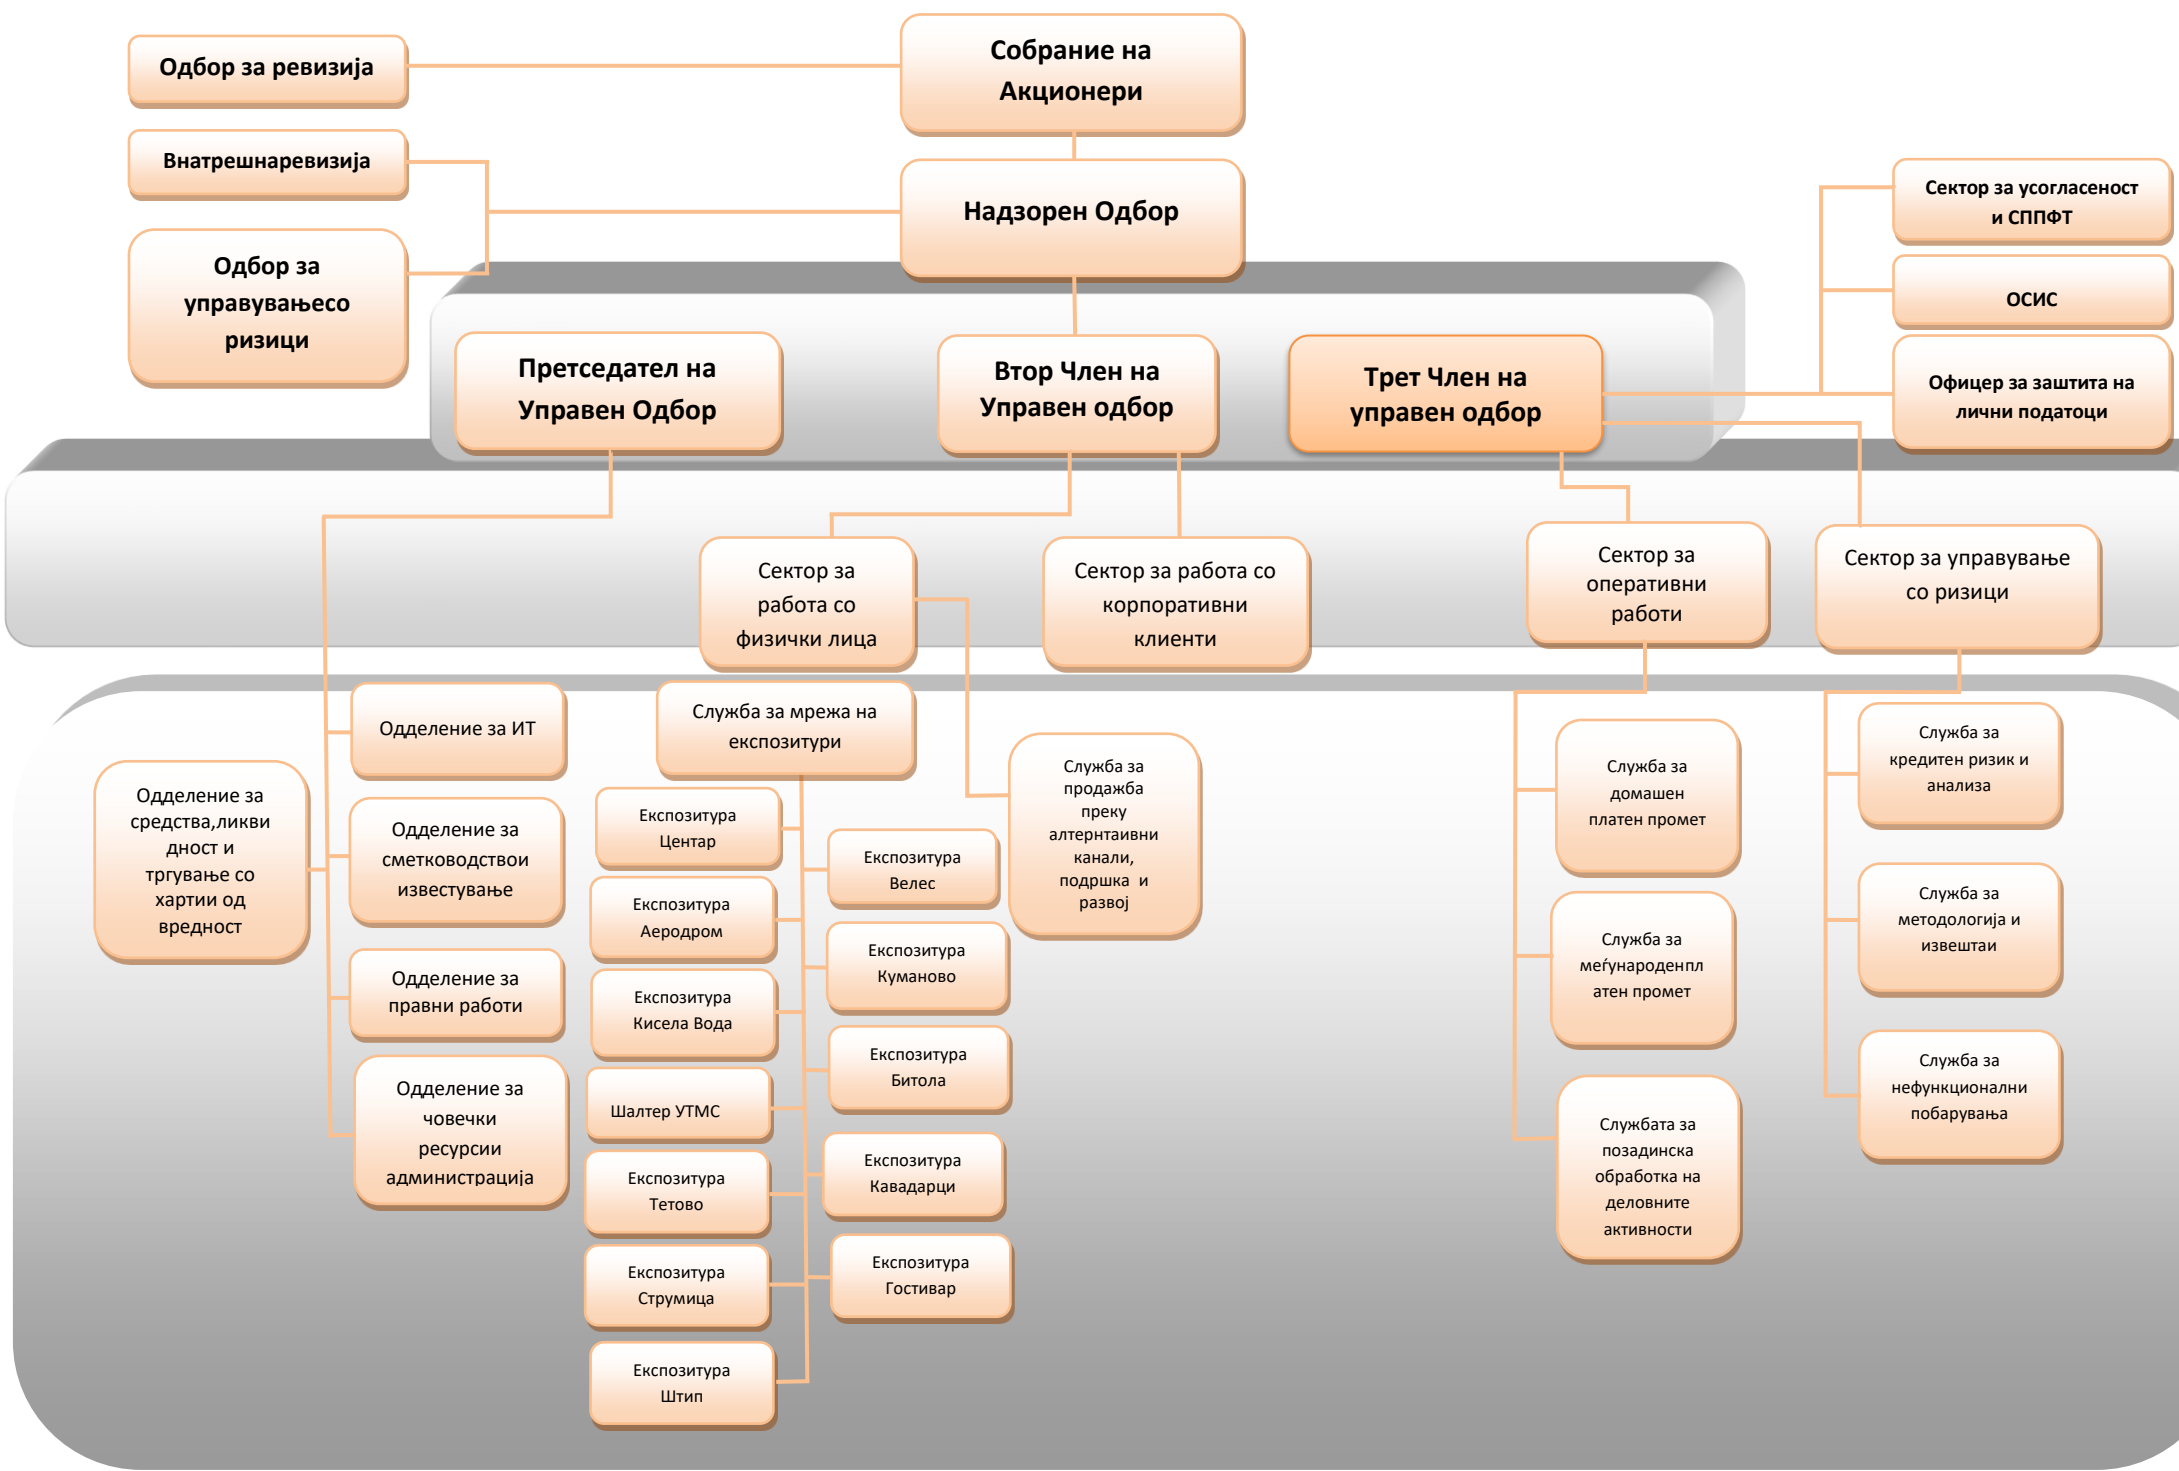 Собрание на
Акционери
Одбор за ревизија
Внатрешнаревизија
Надзорен Одбор
Одбор за
управувањесо
ризици
Сектор за усогласеност
и СППФТ
ОСИС
Офицер за заштита на
лични податоци
Претседател на
Управен Одбор
Втор Член на
Управен одбор
Трет Член на
управен одбор
Сектор за
работа со
физички лица
Сектор за работа со
корпоративни
клиенти
Сектор за
оперативни
работи
Сектор за управување
со ризици
Одделение за
средства,ликви
дност и
тргување со
хартии од
вредност
Одделение за ИТ
Одделение за
сметководствои
известување
Одделение за
правни работи
Одделение за
човечки
ресурсии
администрација
Служба за мрежа на
експозитури
Експозитура
Центар
Експозитура
Аеродром
Експозитура
Кисела Вода
Шалтер УТМС
Експозитура
Тетово
Експозитура
Струмица
Експозитура
Штип
Експозитура
Велес
Експозитура
Куманово
Експозитура
Битола
Експозитура
Кавадарци
Експозитура
Гостивар
Служба за
продажба
преку
алтернтаивни
канали,
подршка и
развој
Служба за
домашен
платен промет
Служба за
меѓународенпл
атен промет
Службата за
позадинска
обработка на
деловните
активности
Служба за
кредитен ризик и
анализа
Служба за
методологија и
извештаи
Служба за
нефункционални
побарувања